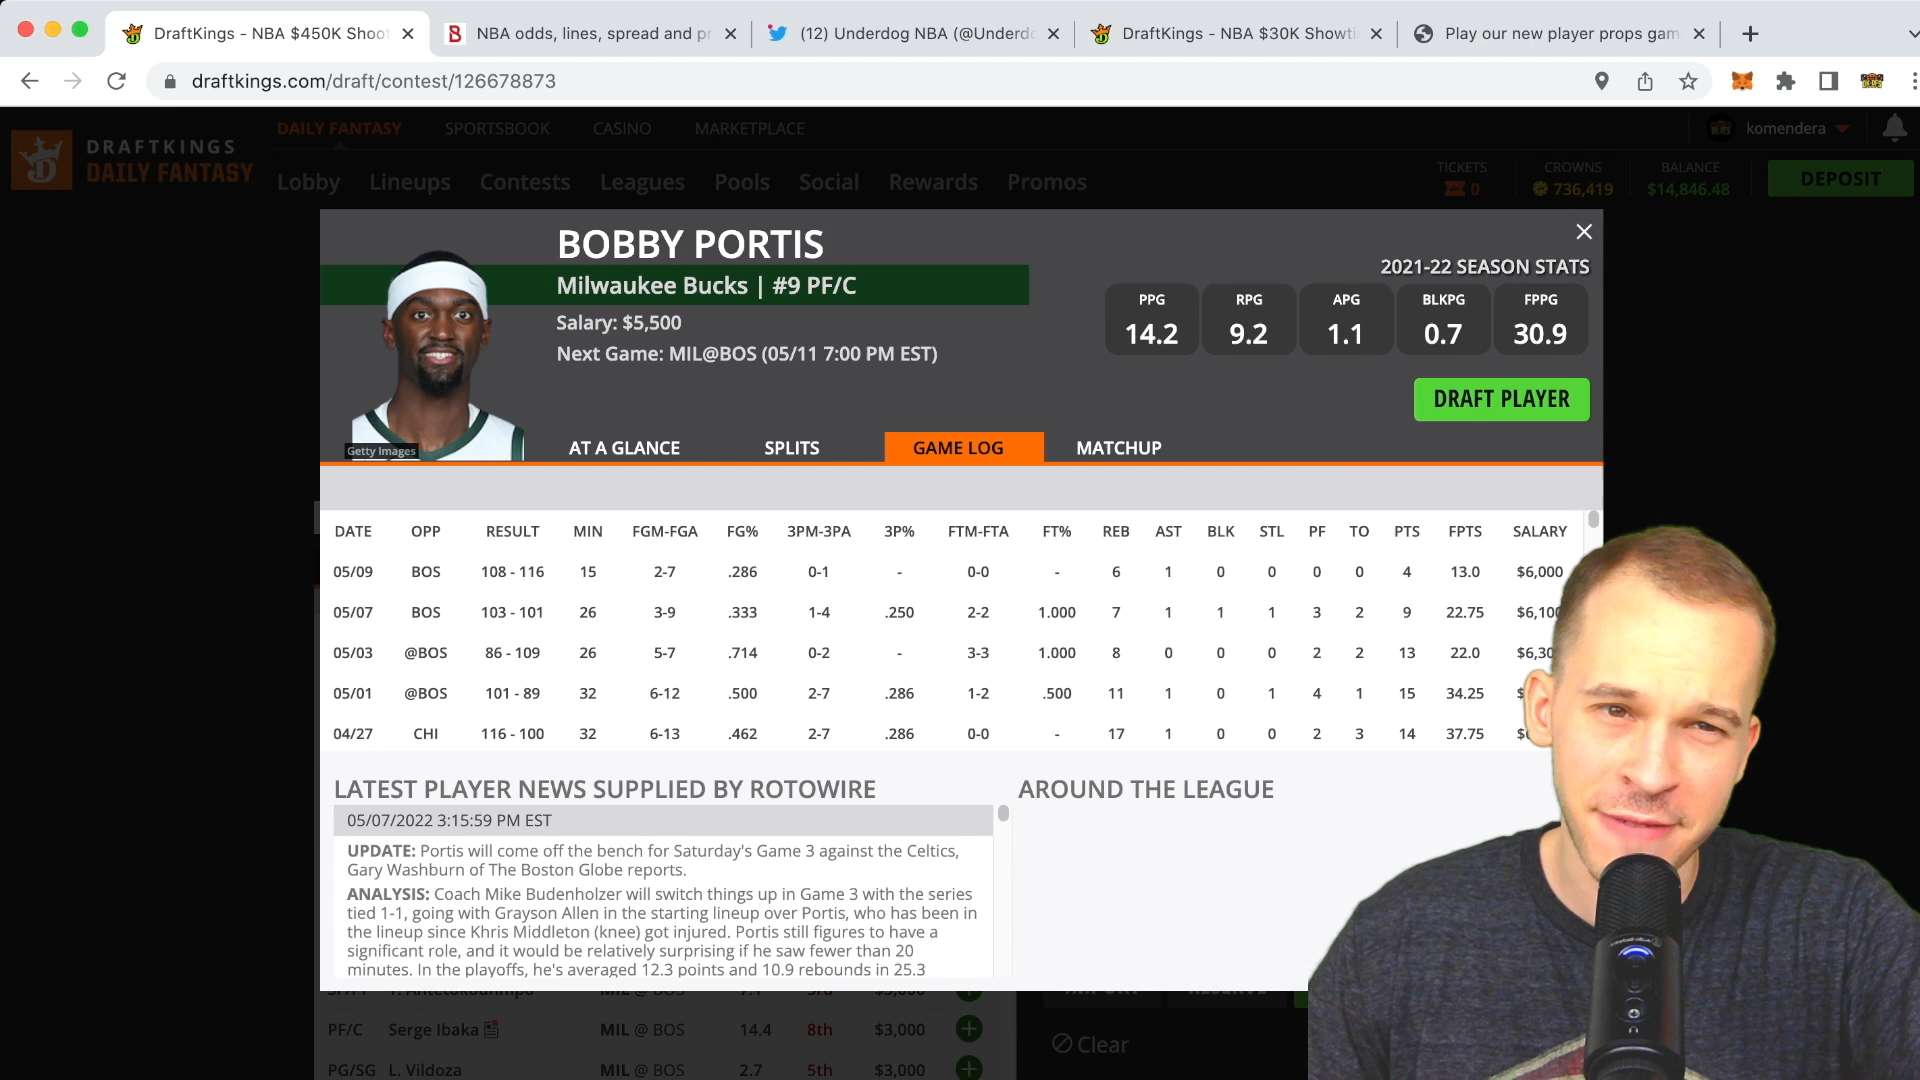 DraftKings - NBA $450K Shoot
NBA odds, lines, spread and pr
(12) Underdog NBA (@Underdo
DraftKings - NBA $30K Showti
Play our new player props gam
draftkings.com/draft/contest/126678873
DRAFTKINGS
DAILY FANTASY
DAILY FANTASY SPORTSBOOK CASINO MARKETPLACE
komendera
Lobby Lineups Contests Leagues Pools Social Rewards Promos
TICKETS 0
CROWNS 736,419
BALANCE $14,846.48
DEPOSIT
BOBBY PORTIS
Milwaukee Bucks | #9 PF/C
Salary: $5,500
Next Game: MIL@BOS (05/11 7:00 PM EST)
2021-22 SEASON STATS
PPG RPG APG BLKPG FPPG
14.2 9.2 1.1 0.7 30.9
DRAFT PLAYER
Getty Images
AT A GLANCE SPLITS GAME LOG MATCHUP
DATE OPP RESULT MIN FGM-FGA FG% 3PM-3PA 3P% FTM-FTA FT% REB AST BLK STL PF TO PTS FPTS SALARY
05/09 BOS 108 - 116 15 2-7 .286 0-1 - 0-0 - 6 1 0 0 0 0 4 13.0 $6,000
05/07 BOS 103 - 101 26 3-9 .333 1-4 .250 2-2 1.000 7 1 1 1 3 2 9 22.75 $6,100
05/03 @BOS 86 - 109 26 5-7 .714 0-2 - 3-3 1.000 8 0 0 0 2 2 13 22.0 $6,30
05/01 @BOS 101 - 89 32 6-12 .500 2-7 .286 1-2 .500 11 1 0 1 4 1 15 34.25 $
04/27 CHI 116 - 100 32 6-13 .462 2-7 .286 0-0 - 17 1 0 0 2 3 14 37.75 $
LATEST PLAYER NEWS SUPPLIED BY ROTOWIRE
AROUND THE LEAGUE
05/07/2022 3:15:59 PM EST
UPDATE: Portis will come off the bench for Saturday's Game 3 against the Celtics,
Gary Washburn of The Boston Globe reports.
ANALYSIS: Coach Mike Budenholzer will switch things up in Game 3 with the series
tied 1-1, going with Grayson Allen in the starting lineup over Portis, who has been in
the lineup since Khris Middleton (knee) got injured. Portis still figures to have a
significant role, and it would be relatively surprising if he saw fewer than 20
minutes. In the playoffs, he's averaged 12.3 points and 10.9 rebounds in 25.3
PF/C Serge Ibaka MIL @ BOS 14.4 8th $3,000
Clear
PG/SG L. Vildoza MIL @ BOS 2.7 5th $3,000